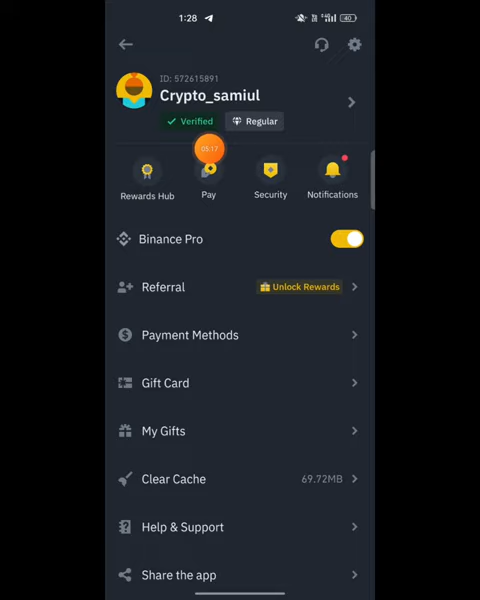 1:28
40
ID: 572615891
Crypto_samiul
Verified
Regular
05:17
Rewards Hub
Pay
Security
Notifications
Binance Pro
Referral
Unlock Rewards
Payment Methods
Gift Card
My Gifts
Clear Cache
69.72MB
Help & Support
Share the app